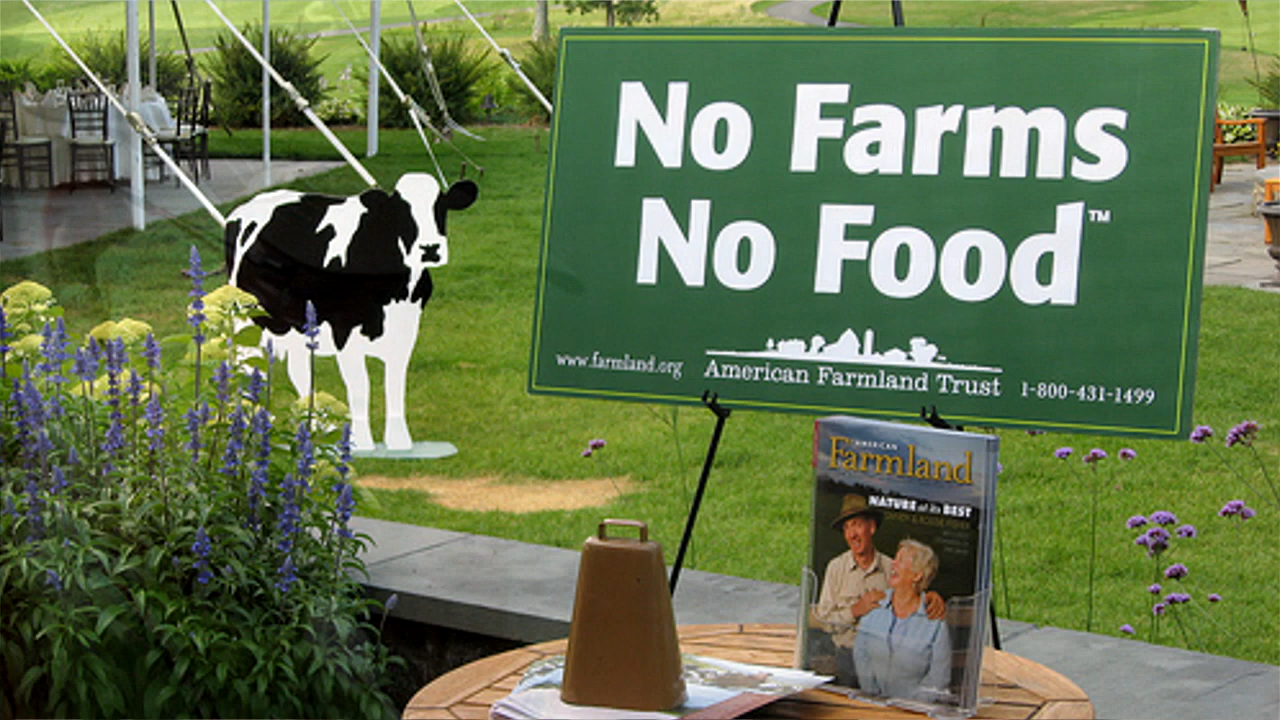 No Farms
No Food™
www.farmland.org
American Farmland Trust
1-800-431-1499
AMERICAN
Farmland
NATURE at its BEST